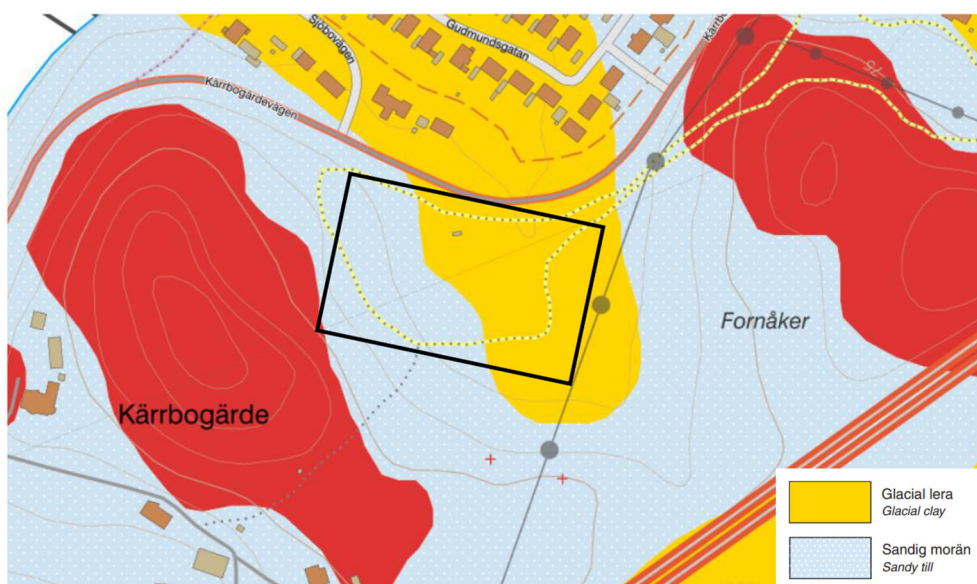 Sjöbovägen
Gudmundsgatan
Kärrbogärdevägen
Fornåker
Kärrbogärde
Glacial lera
Glacial clay
Sandig morän
Sandy till